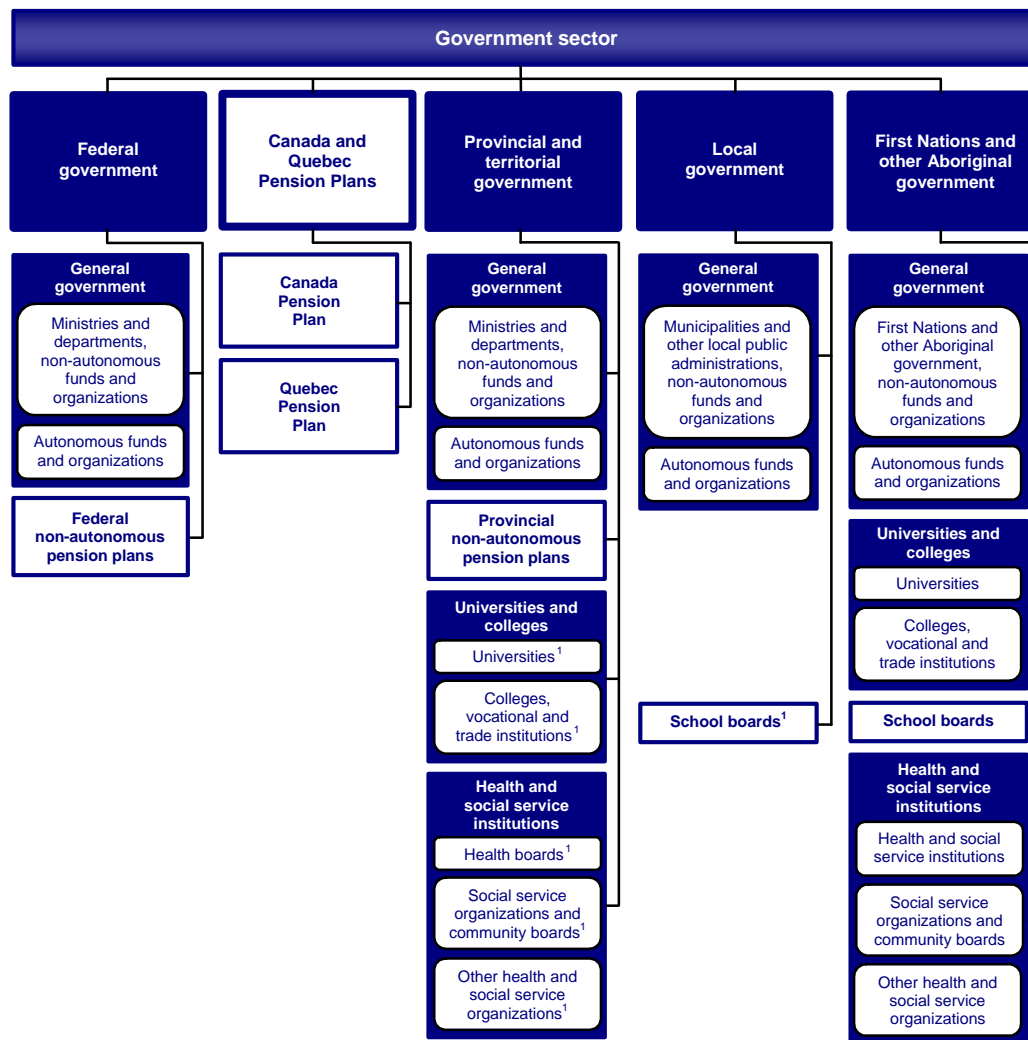 Government sector
Federal
government
General
government
Ministries and
departments,
non-autonomous
funds and
organizations
Autonomous funds
and organizations
Federal
non-autonomous
pension plans
Canada and
Quebec
Pension Plans
Canada
Pension
Plan
Quebec
Pension
Plan
Provincial and
territorial
government
General
government
Ministries and
departments,
non-autonomous
funds and
organizations
Autonomous funds
and organizations
Provincial
non-autonomous
pension plans
Universities and
colleges
Universities¹
Colleges,
vocational and
trade institutions¹
Health and
social service
institutions
Health boards¹
Social service
organizations and
community boards¹
Other health and
social service
organizations¹
Local
government
General
government
Municipalities and
other local public
administrations,
non-autonomous
funds and
organizations
Autonomous funds
and organizations
School boards¹
First Nations and
other Aboriginal
government
General
government
First Nations and
other Aboriginal
government,
non-autonomous
funds and
organizations
Autonomous funds
and organizations
Universities and
colleges
Universities
Colleges,
vocational and
trade institutions
School boards
Health and
social service
institutions
Health and social
service institutions
Social service
organizations and
community boards
Other health and
social service
organizations